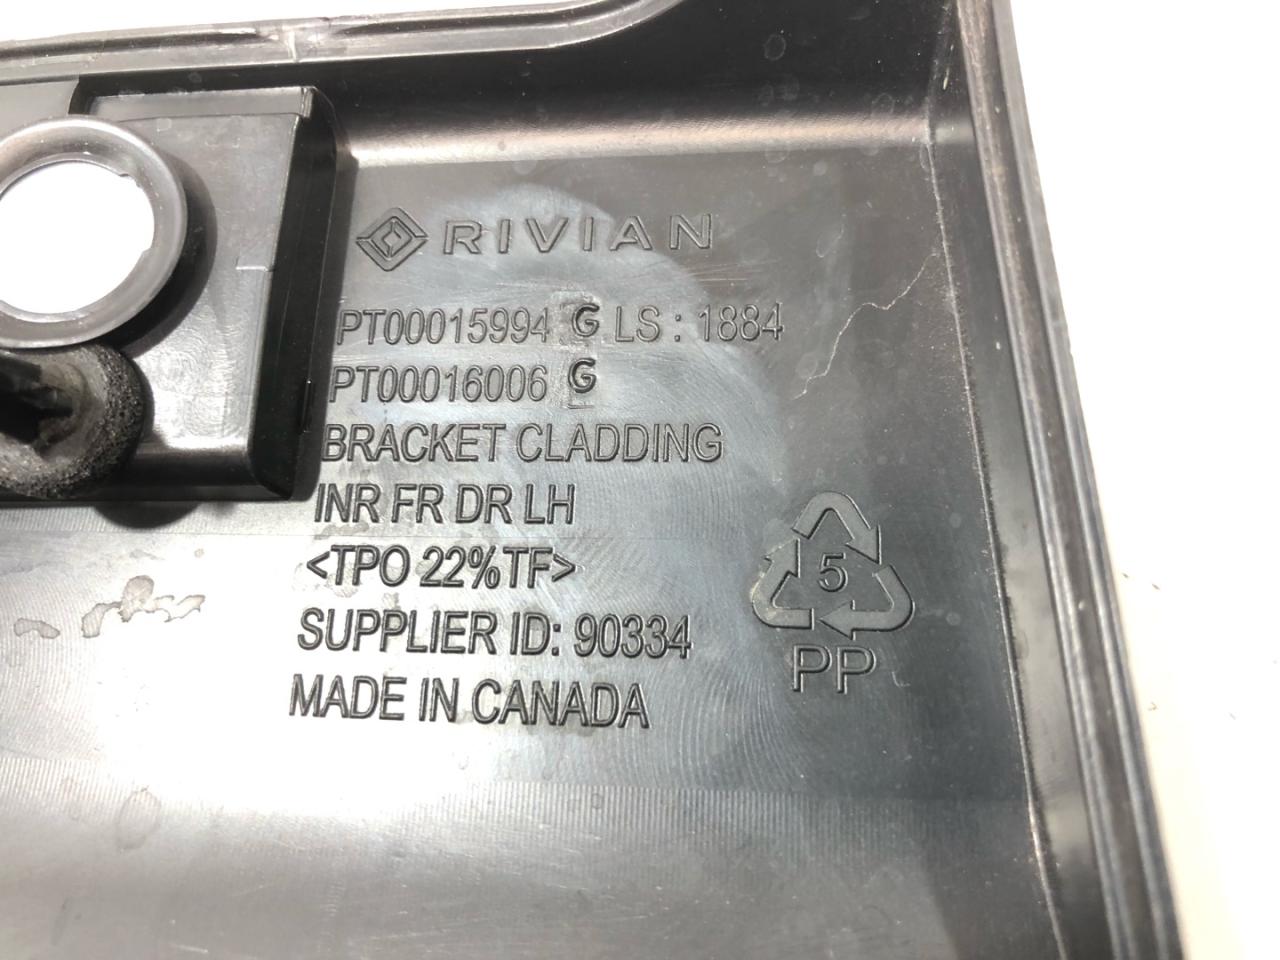 RIVIAN
PT00015994 G LS : 1884
PT00016006 G
BRACKET CLADDING
INR FR DR LH
<TPO 22%TF>
SUPPLIER ID: 90334
MADE IN CANADA
5
PP